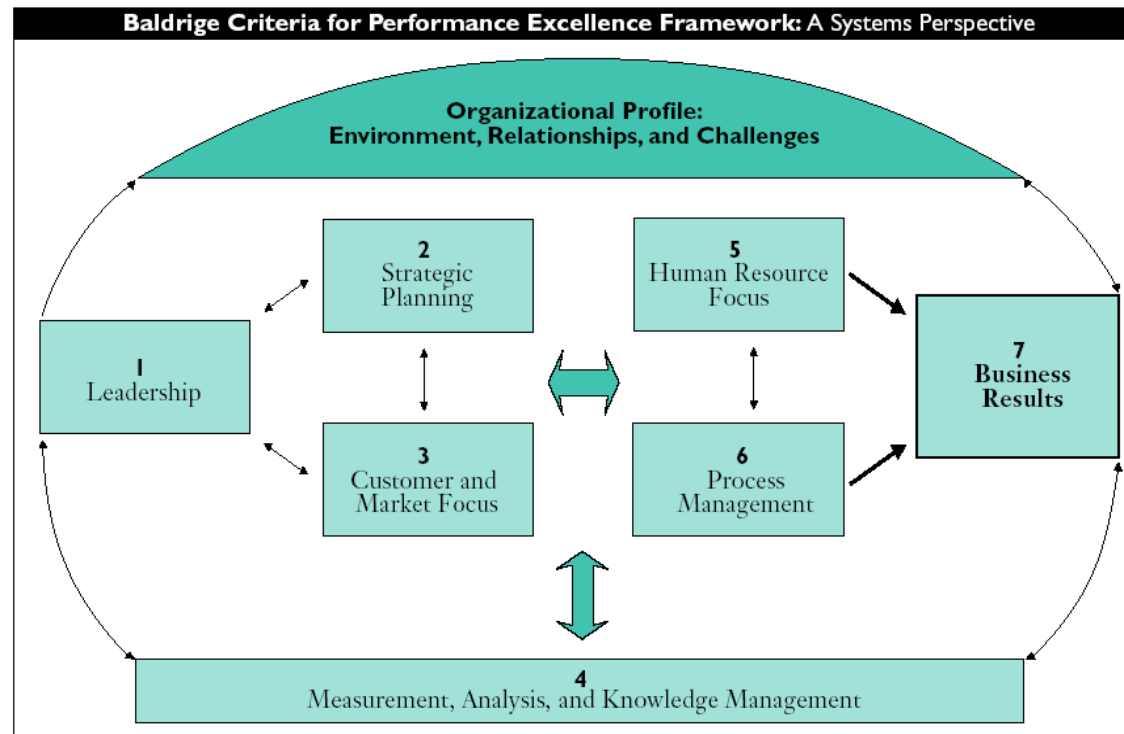 Baldrige Criteria for Performance Excellence Framework: A Systems Perspective
Organizational Profile:
Environment, Relationships, and Challenges
2
Strategic
Planning
5
Human Resource
Focus
1
Leadership
7
Business
Results
3
Customer and
Market Focus
6
Process
Management
4
Measurement, Analysis, and Knowledge Management